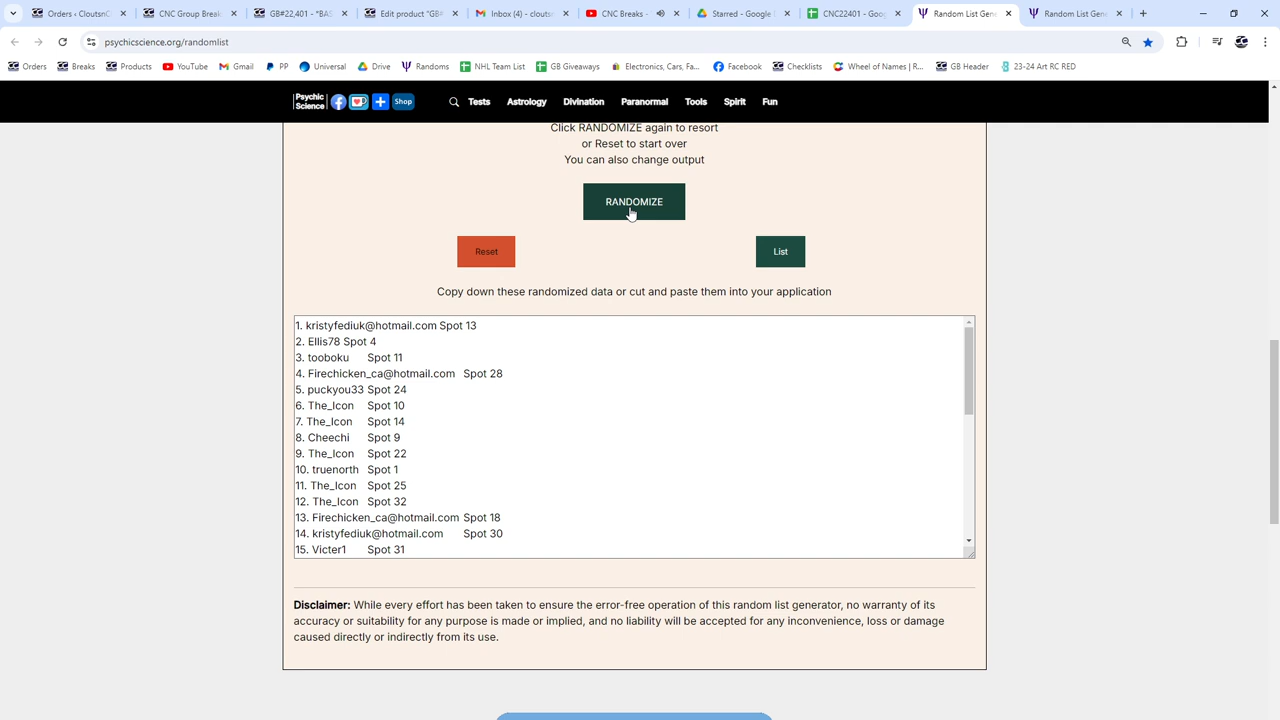 Orders ‹ CloutsnC
CNC Group Break
GB#22,401 - *BAS
Edit product "GB
Inbox (4) - clouts
CNC Breaks -
Starred - Google
CNC22401 - Goog
Random List Gene
Random List Gene
psychicscience.org/randomlist
Orders
Breaks
Products
YouTube
Gmail
PP
Universal
Drive
Randoms
NHL Team List
GB Giveaways
Electronics, Cars, Fa...
Facebook
Checklists
Wheel of Names | R...
GB Header
23-24 Art RC RED
Psychic Science
Shop
Tests
Astrology
Divination
Paranormal
Tools
Spirit
Fun
Click RANDOMIZE again to resort
or Reset to start over
You can also change output
RANDOMIZE
Reset
List
Copy down these randomized data or cut and paste them into your application
1. kristyfediuk@hotmail.com Spot 13
2. Ellis78 Spot 4
3. tooboku Spot 11
4. Firechicken_ca@hotmail.com Spot 28
5. puckyou33 Spot 24
6. The_Icon Spot 10
7. The_Icon Spot 14
8. Cheechi Spot 9
9. The_Icon Spot 22
10. truenorth Spot 1
11. The_Icon Spot 25
12. The_Icon Spot 32
13. Firechicken_ca@hotmail.com Spot 18
14. kristyfediuk@hotmail.com Spot 30
15. Victer1 Spot 31
Disclaimer: While every effort has been taken to ensure the error-free operation of this random list generator, no warranty of its
accuracy or suitability for any purpose is made or implied, and no liability will be accepted for any inconvenience, loss or damage
caused directly or indirectly from its use.